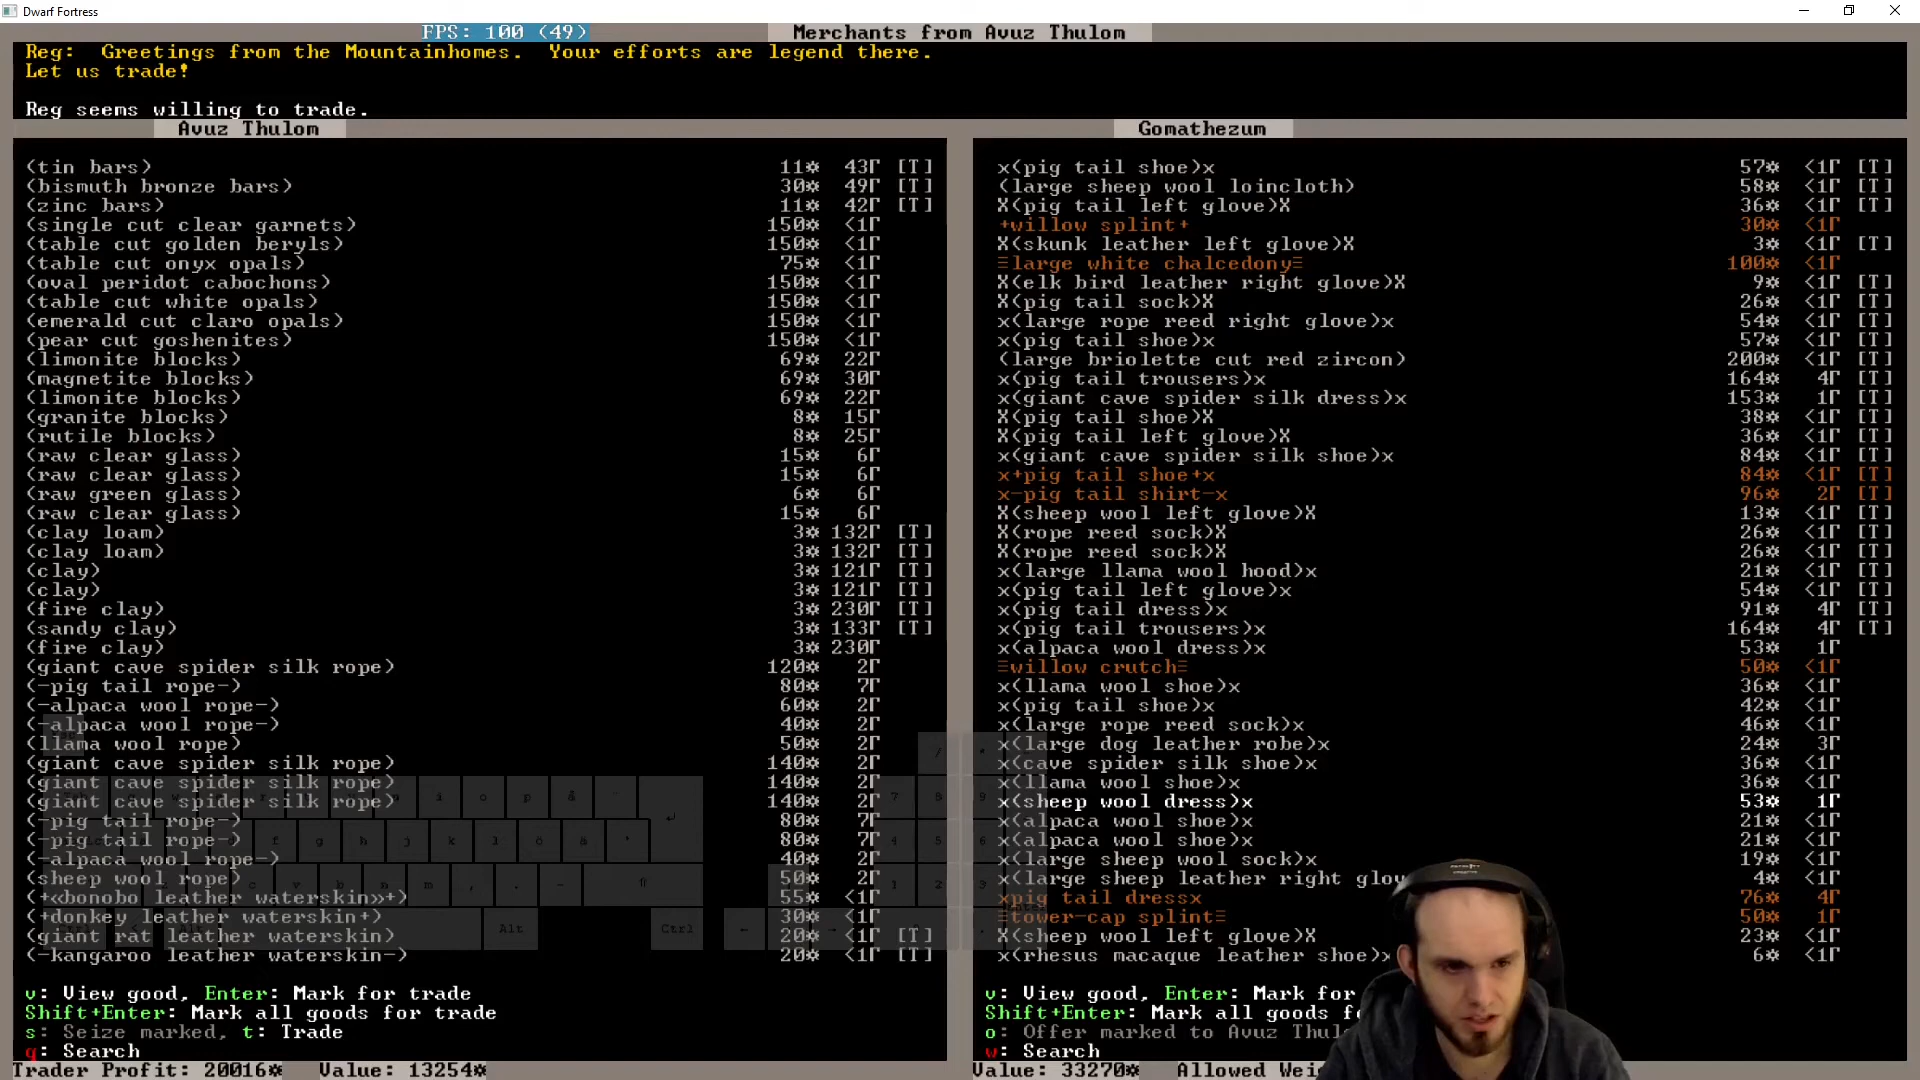 Dwarf Fortress
FPS: 100 (49)
Merchants from Avuz Thulom
Reg: Greetings from the Mountainhomes. Your efforts are legend there.
Let us trade!
Reg seems willing to trade.
Avuz Thulom
(tin bars) 11☼ 43Γ [T]
(bismuth bronze bars) 30☼ 49Γ [T]
(zinc bars) 11☼ 42Γ [T]
(single cut clear garnets) 150☼ <1Γ
(table cut golden beryls) 150☼ <1Γ
(table cut onyx opals) 75☼ <1Γ
(oval peridot cabochons) 150☼ <1Γ
(table cut white opals) 150☼ <1Γ
(emerald cut claro opals) 150☼ <1Γ
(pear cut goshenites) 150☼ <1Γ
(limonite blocks) 69☼ 22Γ
(magnetite blocks) 69☼ 30Γ
(limonite blocks) 69☼ 22Γ
(granite blocks) 8☼ 15Γ
(rutile blocks) 8☼ 25Γ
(raw clear glass) 15☼ 6Γ
(raw clear glass) 15☼ 6Γ
(raw green glass) 6☼ 6Γ
(raw clear glass) 15☼ 6Γ
(clay loam) 3☼ 132Γ [T]
(clay loam) 3☼ 132Γ [T]
(clay) 3☼ 121Γ [T]
(clay) 3☼ 121Γ [T]
(fire clay) 3☼ 230Γ [T]
(sandy clay) 3☼ 133Γ [T]
(fire clay) 3☼ 230Γ
(giant cave spider silk rope) 120☼ 2Γ
(-pig tail rope-) 80☼ 7Γ
(-alpaca wool rope-) 60☼ 2Γ
(-alpaca wool rope-) 40☼ 2Γ
(llama wool rope) 50☼ 2Γ
(giant cave spider silk rope) 140☼ 2Γ
(giant cave spider silk rope) 140☼ 2Γ
(giant cave spider silk rope) 140☼ 2Γ
(-pig tail rope-) 80☼ 7Γ
(-pig tail rope-) 80☼ 7Γ
(-alpaca wool rope-) 40☼ 2Γ
(sheep wool rope) 50☼ 2Γ
(+«bonobo leather waterskin»+) 55☼ <1Γ
(+donkey leather waterskin+) 30☼ <1Γ
(giant rat leather waterskin) 20☼ <1Γ [T]
(-kangaroo leather waterskin-) 20☼ <1Γ [T]
v: View good, Enter: Mark for trade
Shift+Enter: Mark all goods for trade
s: Seize marked, t: Trade
q: Search
Trader Profit: 20016☼ Value: 13254☼
Gomathezum
x(pig tail shoe)x 57☼ <1Γ [T]
(large sheep wool loincloth) 58☼ <1Γ [T]
X(pig tail left glove)X 36☼ <1Γ [T]
+willow splint+ 30☼ <1Γ
X(skunk leather left glove)X 3☼ <1Γ [T]
≡large white chalcedony≡ 100☼ <1Γ
X(elk bird leather right glove)X 9☼ <1Γ [T]
X(pig tail sock)X 26☼ <1Γ [T]
x(large rope reed right glove)x 54☼ <1Γ [T]
x(pig tail shoe)x 57☼ <1Γ [T]
(large briolette cut red zircon) 200☼ <1Γ [T]
x(pig tail trousers)x 164☼ 4Γ [T]
x(giant cave spider silk dress)x 153☼ 1Γ [T]
X(pig tail shoe)X 38☼ <1Γ [T]
X(pig tail left glove)X 36☼ <1Γ [T]
x(giant cave spider silk shoe)x 84☼ <1Γ [T]
x+pig tail shoe+x 84☼ <1Γ [T]
x-pig tail shirt-x 96☼ 2Γ [T]
X(sheep wool left glove)X 13☼ <1Γ [T]
X(rope reed sock)X 26☼ <1Γ [T]
X(rope reed sock)X 26☼ <1Γ [T]
x(large llama wool hood)x 21☼ <1Γ [T]
x(pig tail left glove)x 54☼ <1Γ [T]
x(pig tail dress)x 91☼ 4Γ [T]
x(pig tail trousers)x 164☼ 4Γ [T]
x(alpaca wool dress)x 53☼ 1Γ
≡willow crutch≡ 50☼ <1Γ
x(llama wool shoe)x 36☼ <1Γ
x(pig tail shoe)x 42☼ <1Γ
x(large rope reed sock)x 46☼ <1Γ
x(large dog leather robe)x 24☼ 3Γ
x(cave spider silk shoe)x 36☼ <1Γ
x(llama wool shoe)x 36☼ <1Γ
x(sheep wool dress)x 53☼ 1Γ
x(alpaca wool shoe)x 21☼ <1Γ
x(alpaca wool shoe)x 21☼ <1Γ
x(large sheep wool sock)x 19☼ <1Γ
x(large sheep leather right glov 4☼ <1Γ
xpig tail dressx 76☼ 4Γ
≡tower-cap splint≡ 50☼ 1Γ
X(sheep wool left glove)X 23☼ <1Γ
x(rhesus macaque leather shoe)x 6☼ <1Γ
v: View good, Enter: Mark for
Shift+Enter: Mark all goods fo
o: Offer marked to Avuz Thul
w: Search
Value: 33270☼ Allowed Wei